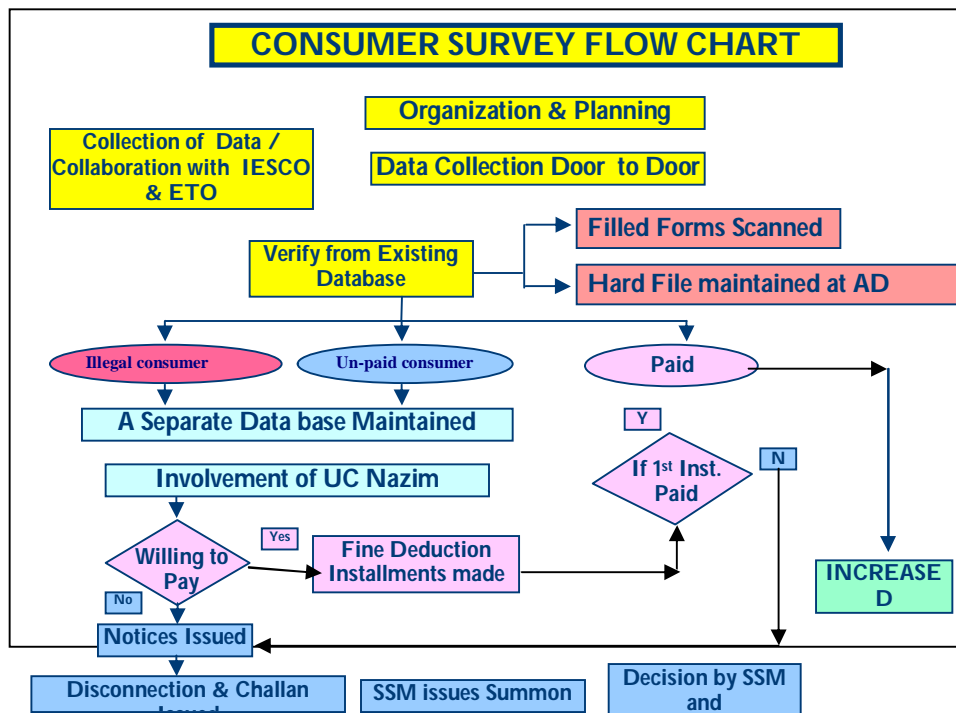 CONSUMER SURVEY FLOW CHART
Organization & Planning
Collection of Data /
Collaboration with IESCO
& ETO
Data Collection Door to Door
Filled Forms Scanned
Verify from Existing
Database
Hard File maintained at AD
Illegal consumer
Un-paid consumer
Paid
A Separate Data base Maintained
Y
N
If 1st Inst.
Paid
Involvement of UC Nazim
Willing to
Pay
Yes
Fine Deduction
Installments made
INCREASE
D
No
Notices Issued
Disconnection & Challan
SSM issues Summon
Decision by SSM
and